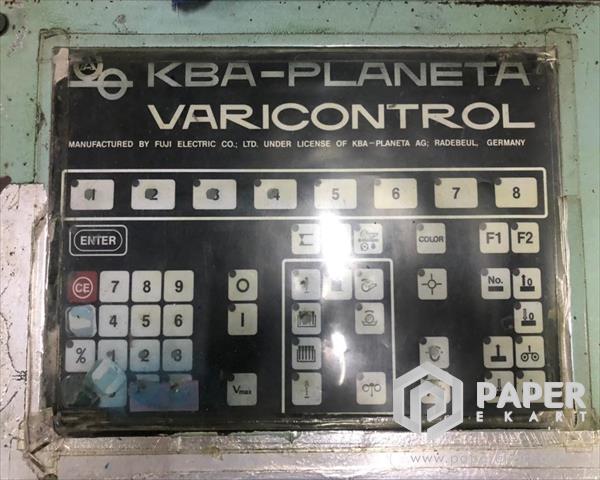 KBA-PLANETA
VARICONTROL
MANUFACTURED BY FUJI ELECTRIC CO.; LTD. UNDER LICENSE OF KBA-PLANETA AG; RADEBEUL, GERMANY
1 2 3 4 5 6 7 8
ENTER COLOR F1 F2
CE 7 8 9 O No.
4 5 6 I
% 1 2 3
Vmax
PAPER
EKART